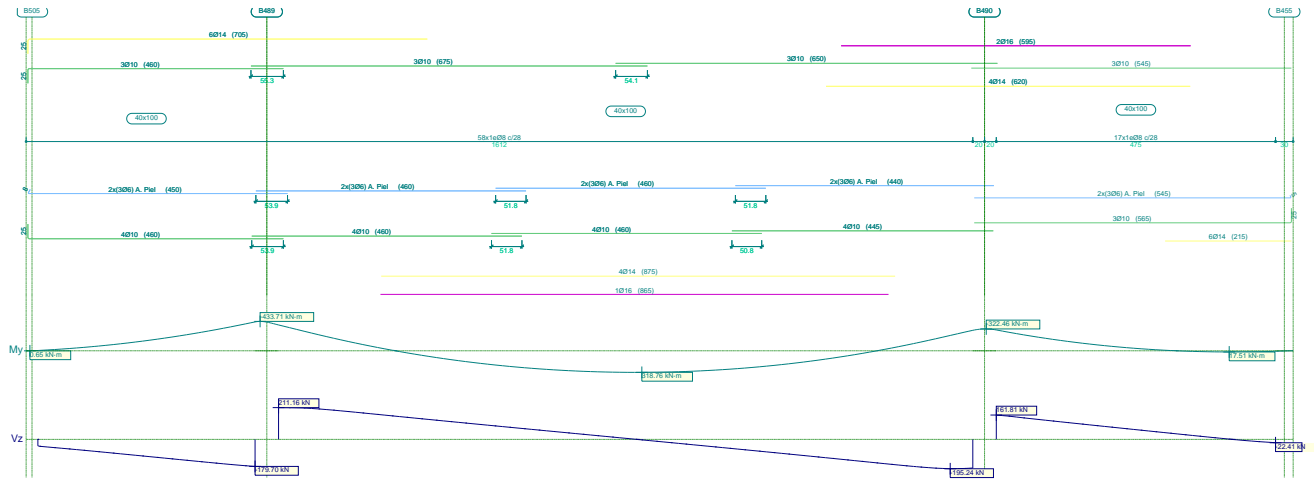 B505 B489 B490 B455
6Ø14 (705)
2Ø16 (595)
25
3Ø10 (460) 3Ø10 (675) 3Ø10 (650) 3Ø10 (545)
25
55.3 54.1
4Ø14 (620)
40x100 40x100 40x100
58x1eØ8 c/28 17x1eØ8 c/28
1612 20 20 475 30
2x(3Ø6) A. Piel (450) 2x(3Ø6) A. Piel (460) 2x(3Ø6) A. Piel (460) 2x(3Ø6) A. Piel (440) 2x(3Ø6) A. Piel (545)
53.9 51.8 51.8
3Ø10 (565)
25
25
4Ø10 (460) 4Ø10 (460) 4Ø10 (460) 4Ø10 (445) 6Ø14 (215)
53.9 51.8 50.8
4Ø14 (875)
1Ø16 (865)
-433.71 kN·m -322.46 kN·m
My
0.65 kN·m 318.76 kN·m 17.51 kN·m
211.16 kN 161.81 kN
Vz
-179.70 kN -195.24 kN -22.41 kN